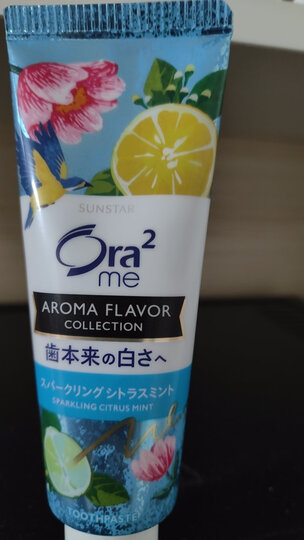 SUNSTAR
Ora2
me
AROMA FLAVOR
COLLECTION
歯本来の白さへ
スパークリングシトラスミント
SPARKLING CITRUS MINT
TOOTHPASTE